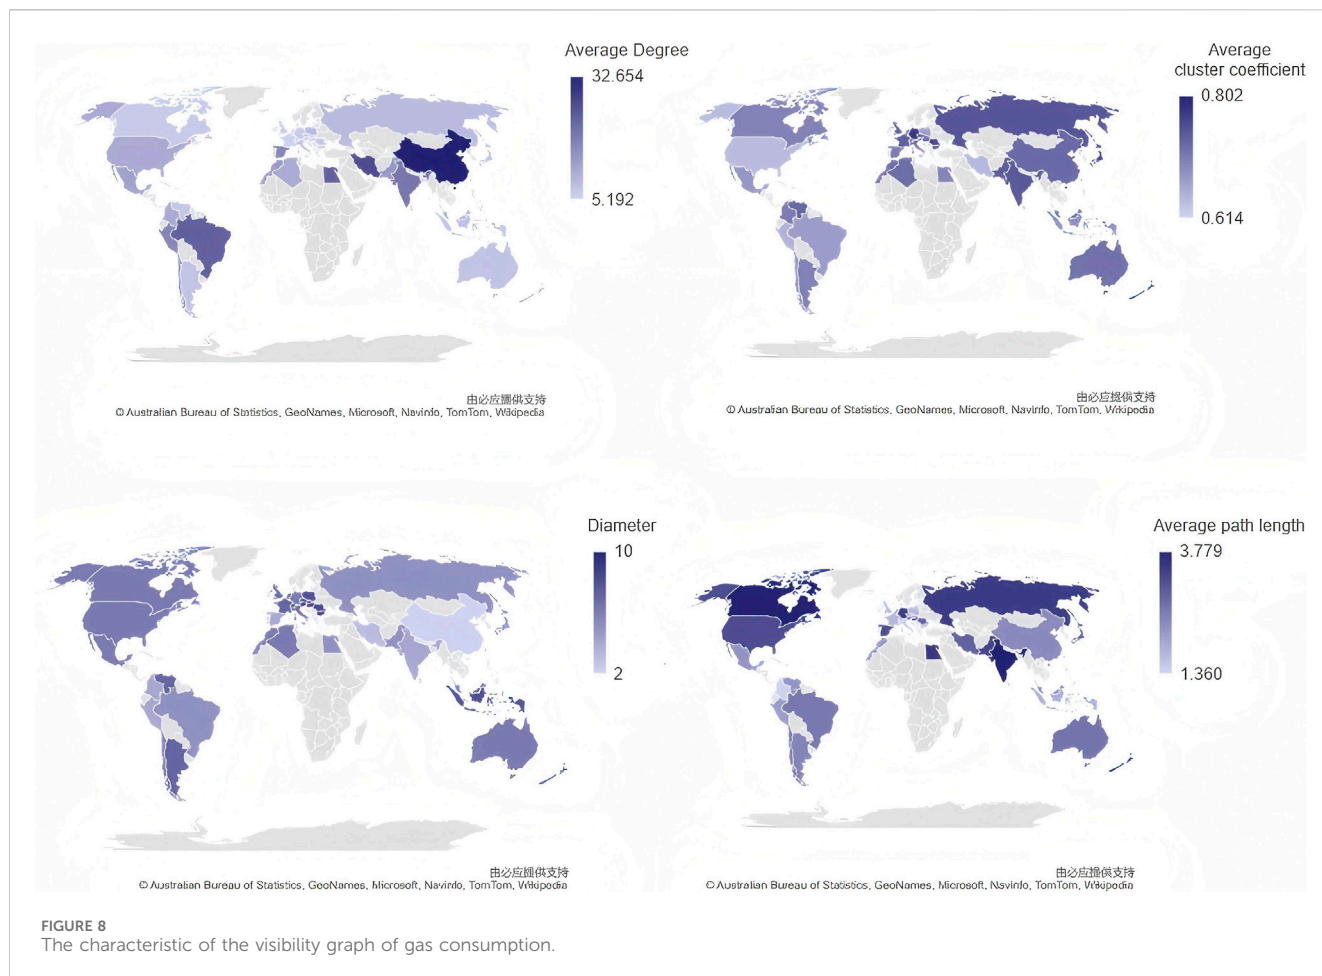 Average Degree
32.654
5.192
由必应提供支持
© Australian Bureau of Statistics, GeoNames, Microsoft, Navinfo, TomTom, Wikipedia
Average
cluster coefficient
0.802
0.614
由必应提供支持
© Australian Bureau of Statistics, GeoNames, Microsoft, Navinfo, TomTom, Wikipedia
Diameter
10
2
由必应提供支持
© Australian Bureau of Statistics, GeoNames, Microsoft, Navinfo, TomTom, Wikipedia
Average path length
3.779
1.360
由必应提供支持
© Australian Bureau of Statistics, GeoNames, Microsoft, Navinfo, TomTom, Wikipedia
FIGURE 8
The characteristic of the visibility graph of gas consumption.